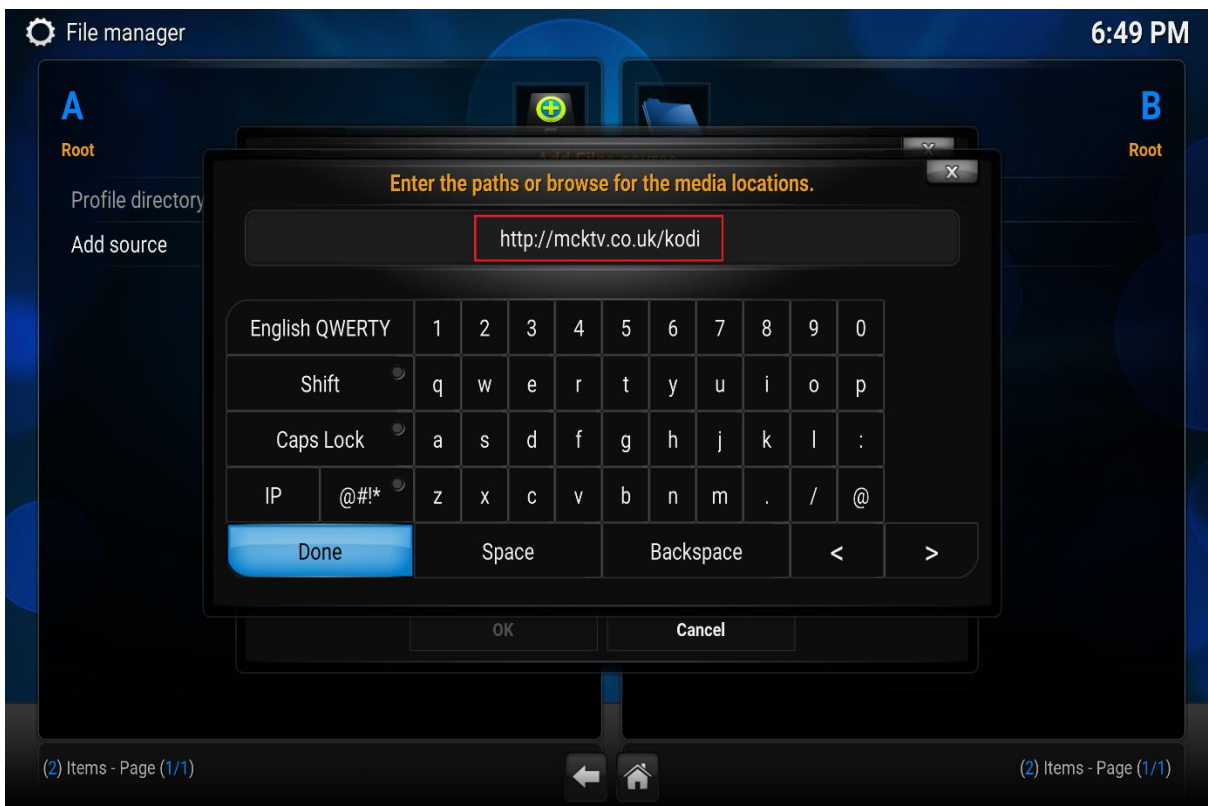 File manager
6:49 PM
A
B
Root
Root
Profile directory
Add source
Enter the paths or browse for the media locations.
X
http://mcktv.co.uk/kodi
English QWERTY 1 2 3 4 5 6 7 8 9 0
Shift q w e r t y u i o p
Caps Lock a s d f g h j k l :
IP @#!* z x c v b n m . / @
Done Space Backspace < >
OK Cancel
(2) Items - Page (1/1)
(2) Items - Page (1/1)